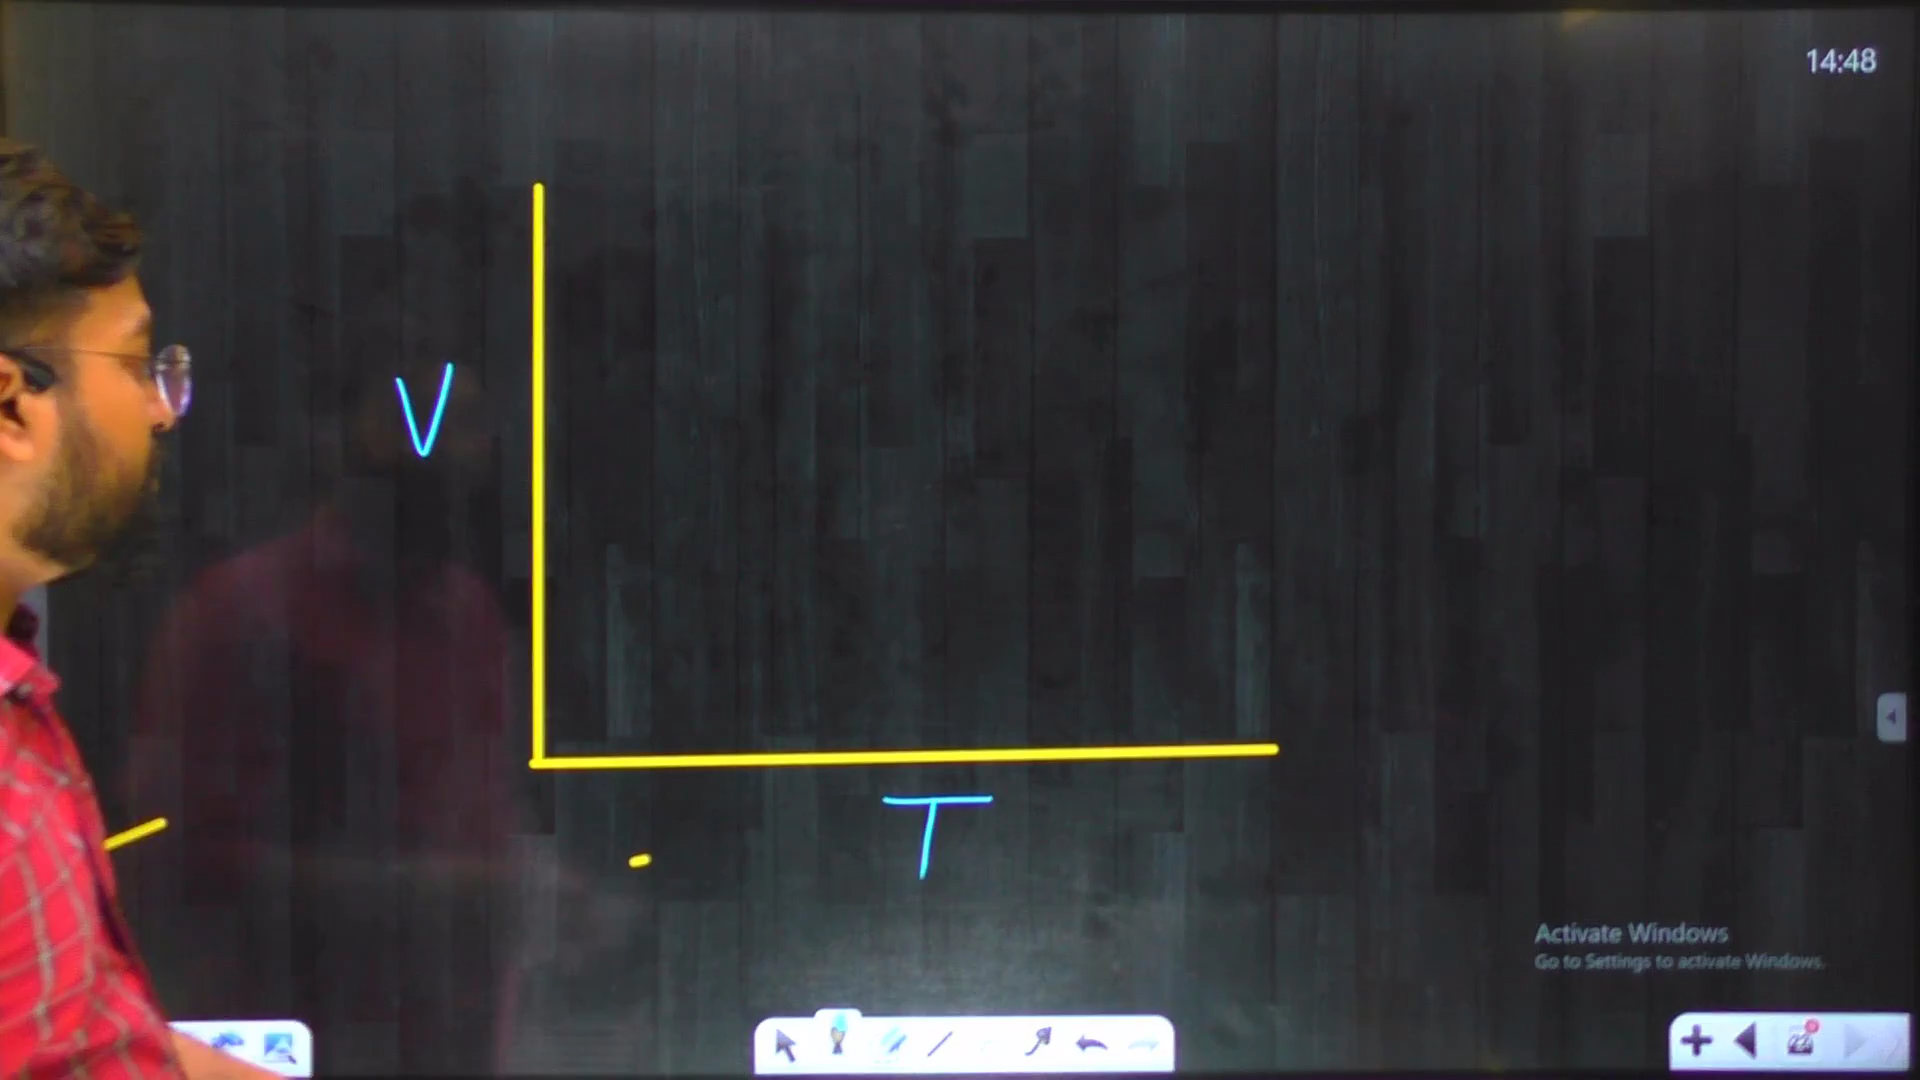 14:48
V
T
Activate Windows
Go to Settings to activate Windows.